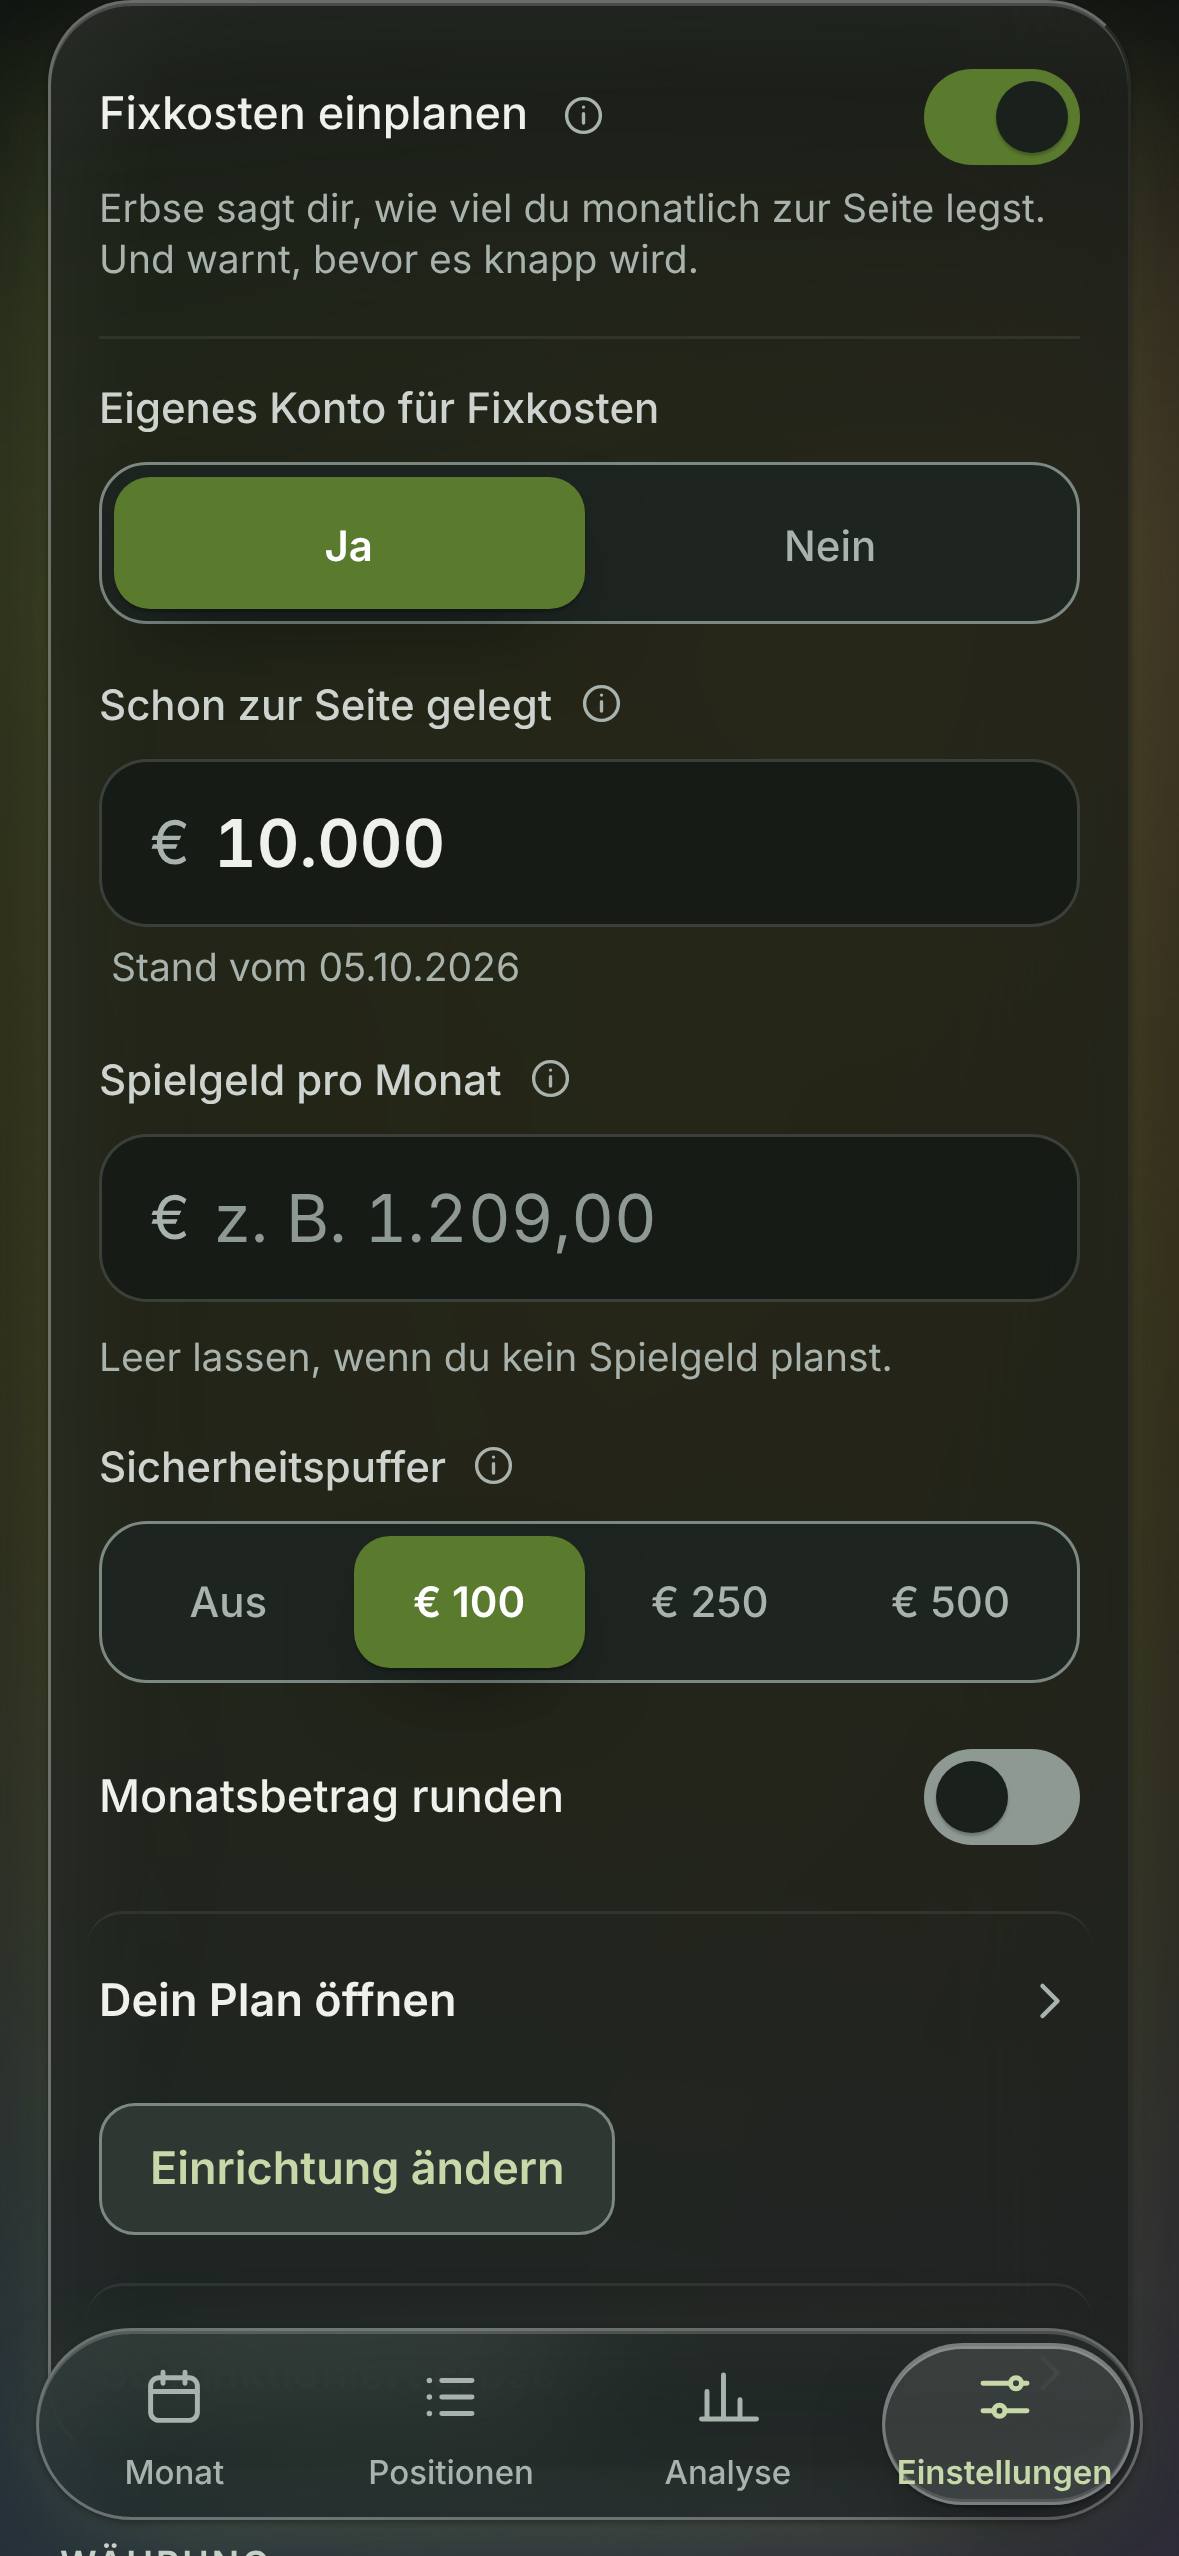 Fixkosten einplanen
Erbse sagt dir, wie viel du monatlich zur Seite legst.
Und warnt, bevor es knapp wird.
Eigenes Konto für Fixkosten
Ja Nein
Schon zur Seite gelegt
€ 10.000
Stand vom 05.10.2026
Spielgeld pro Monat
€ z. B. 1.209,00
Leer lassen, wenn du kein Spielgeld planst.
Sicherheitspuffer
Aus € 100 € 250 € 500
Monatsbetrag runden
Dein Plan öffnen
Einrichtung ändern
Monat Positionen Analyse Einstellungen
WÄHRUNG